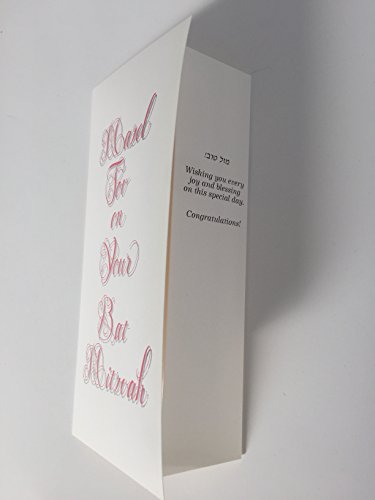 Mazel
Tov
on
Your
Bat
Mitzvah
מזל טוב!
Wishing you every
joy and blessing
on this special day.
Congratulations!